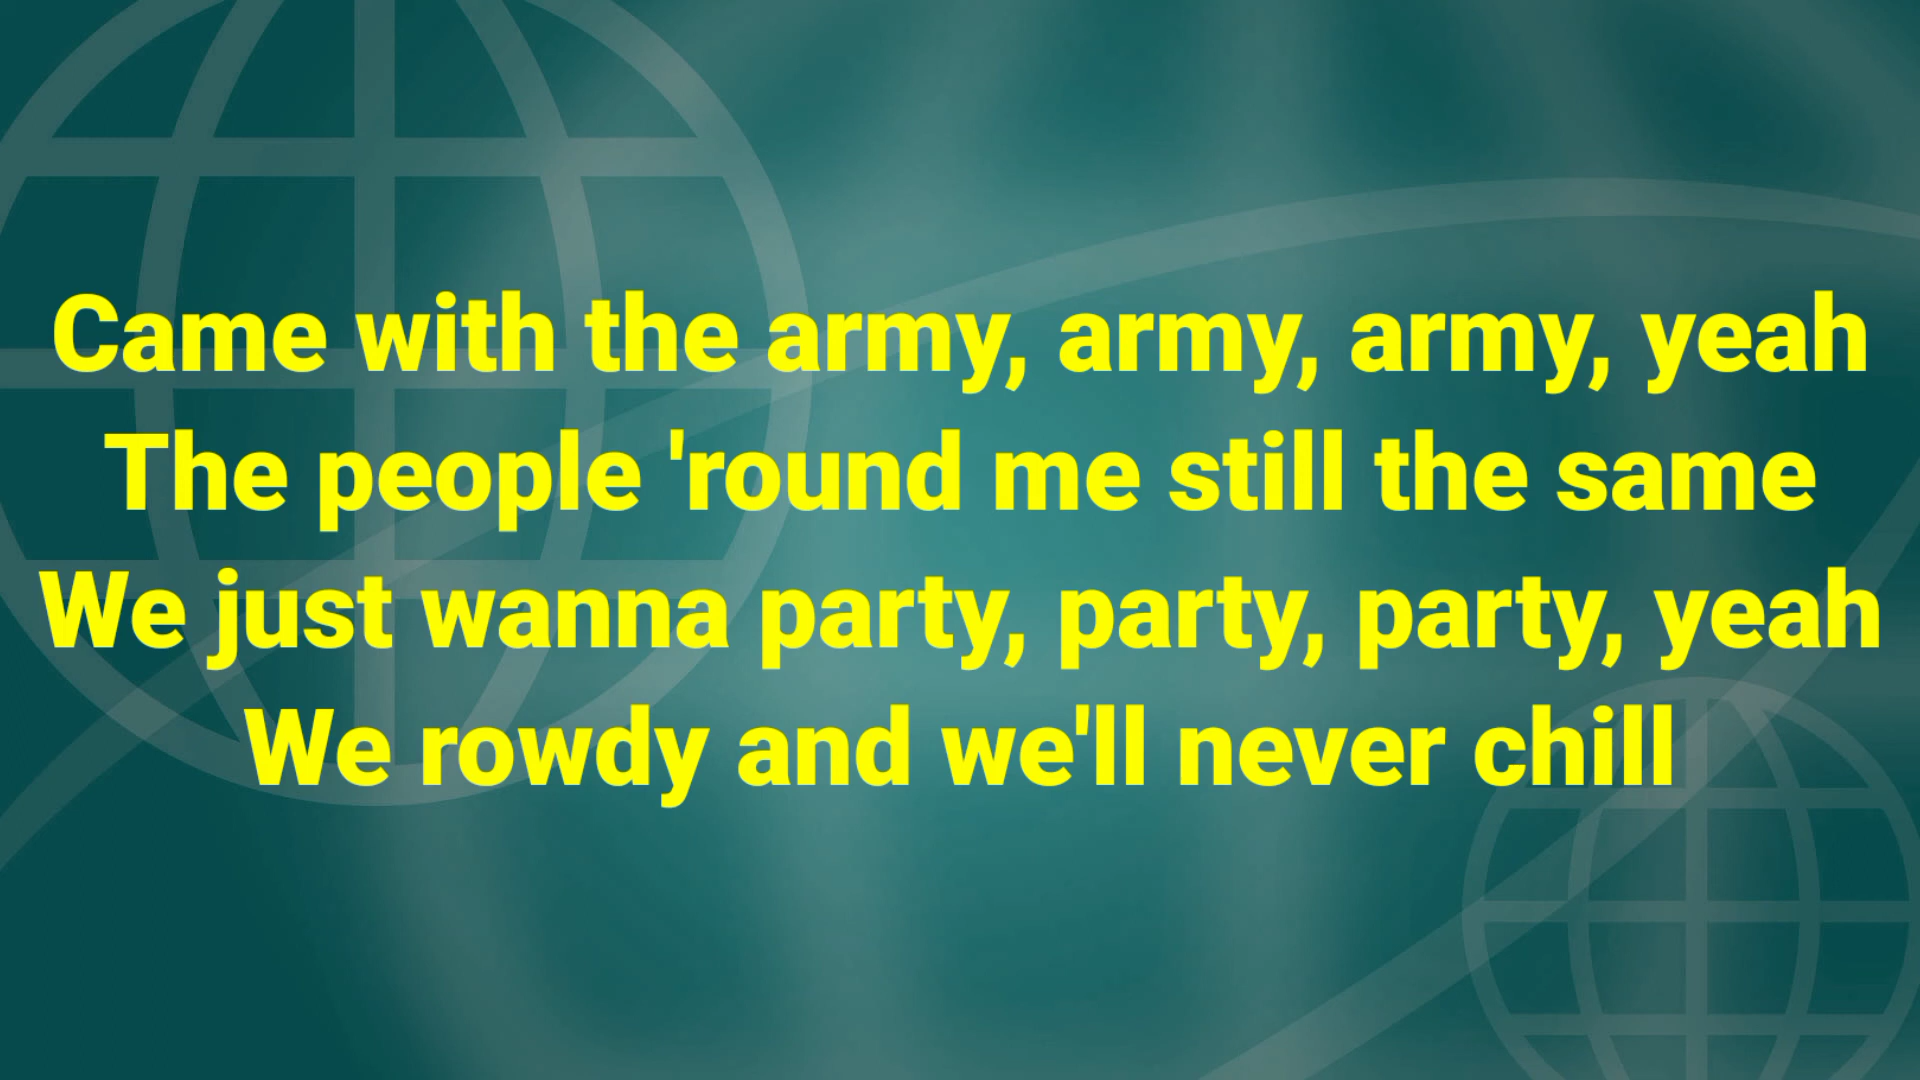 Came with the army, army, army, yeah
The people 'round me still the same
We just wanna party, party, party, yeah
We rowdy and we'll never chill